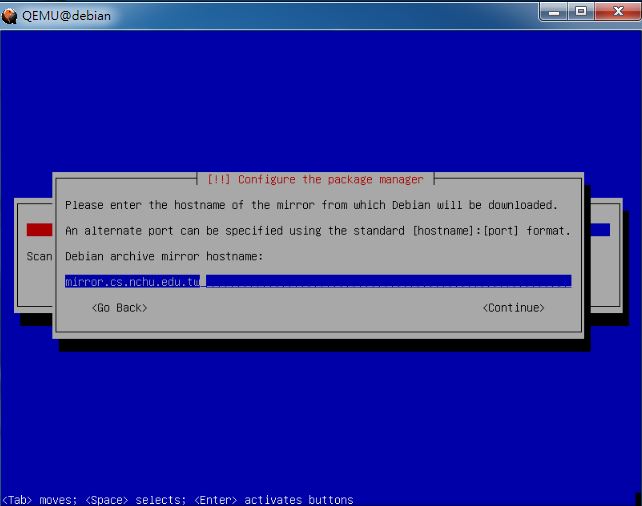 QEMU@debian
[!!] Configure the package manager
Please enter the hostname of the mirror from which Debian will be downloaded.
An alternate port can be specified using the standard [hostname]:[port] format.
Scan
Debian archive mirror hostname:
mirror.cs.nchu.edu.tw
<Go Back> <Continue>
<Tab> moves; <Space> selects; <Enter> activates buttons